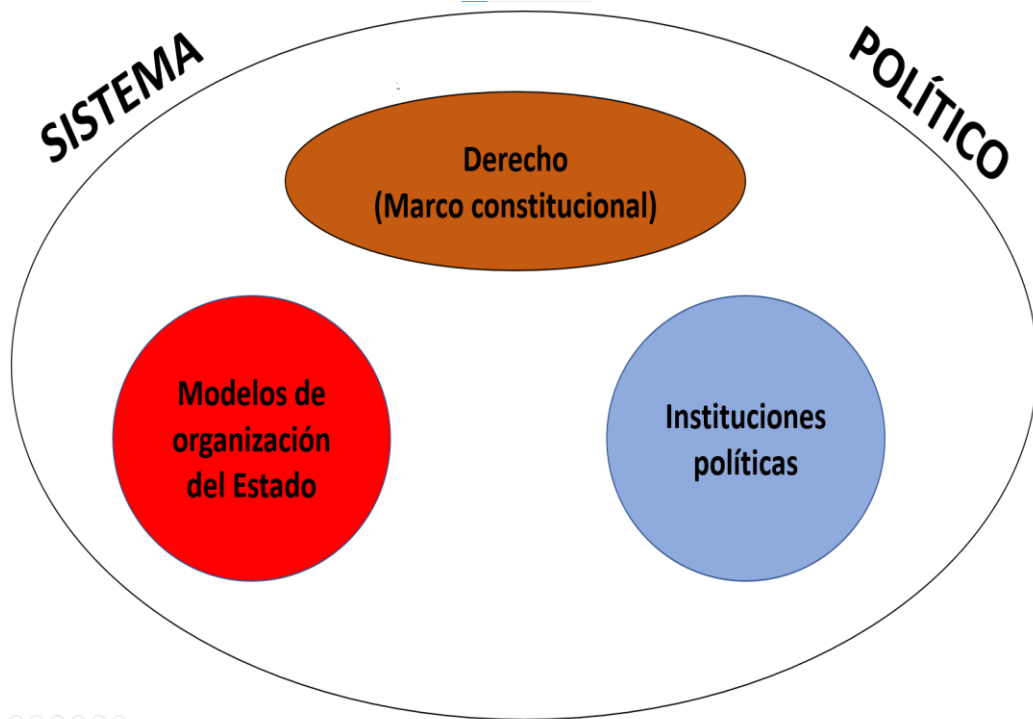 SISTEMA
POLÍTICO
Derecho
(Marco constitucional)
Modelos de
organización
del Estado
Instituciones
políticas